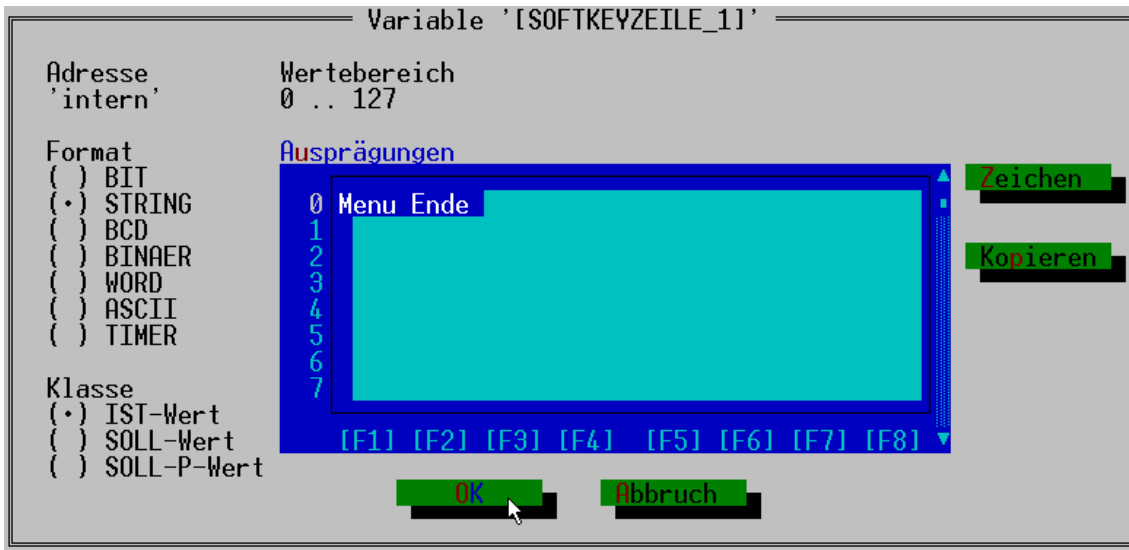 Variable '[SOFTKEYZEILE_1]'
Adresse Wertebereich
'intern' 0 .. 127
Format Ausprägungen
( ) BIT Zeichen
(·) STRING 0 Menu Ende
( ) BCD 1
( ) BINAER 2 Kopieren
( ) WORD 3
( ) ASCII 4
( ) TIMER 5
6
Klasse 7
(·) IST-Wert
( ) SOLL-Wert [F1] [F2] [F3] [F4] [F5] [F6] [F7] [F8]
( ) SOLL-P-Wert
OK Abbruch